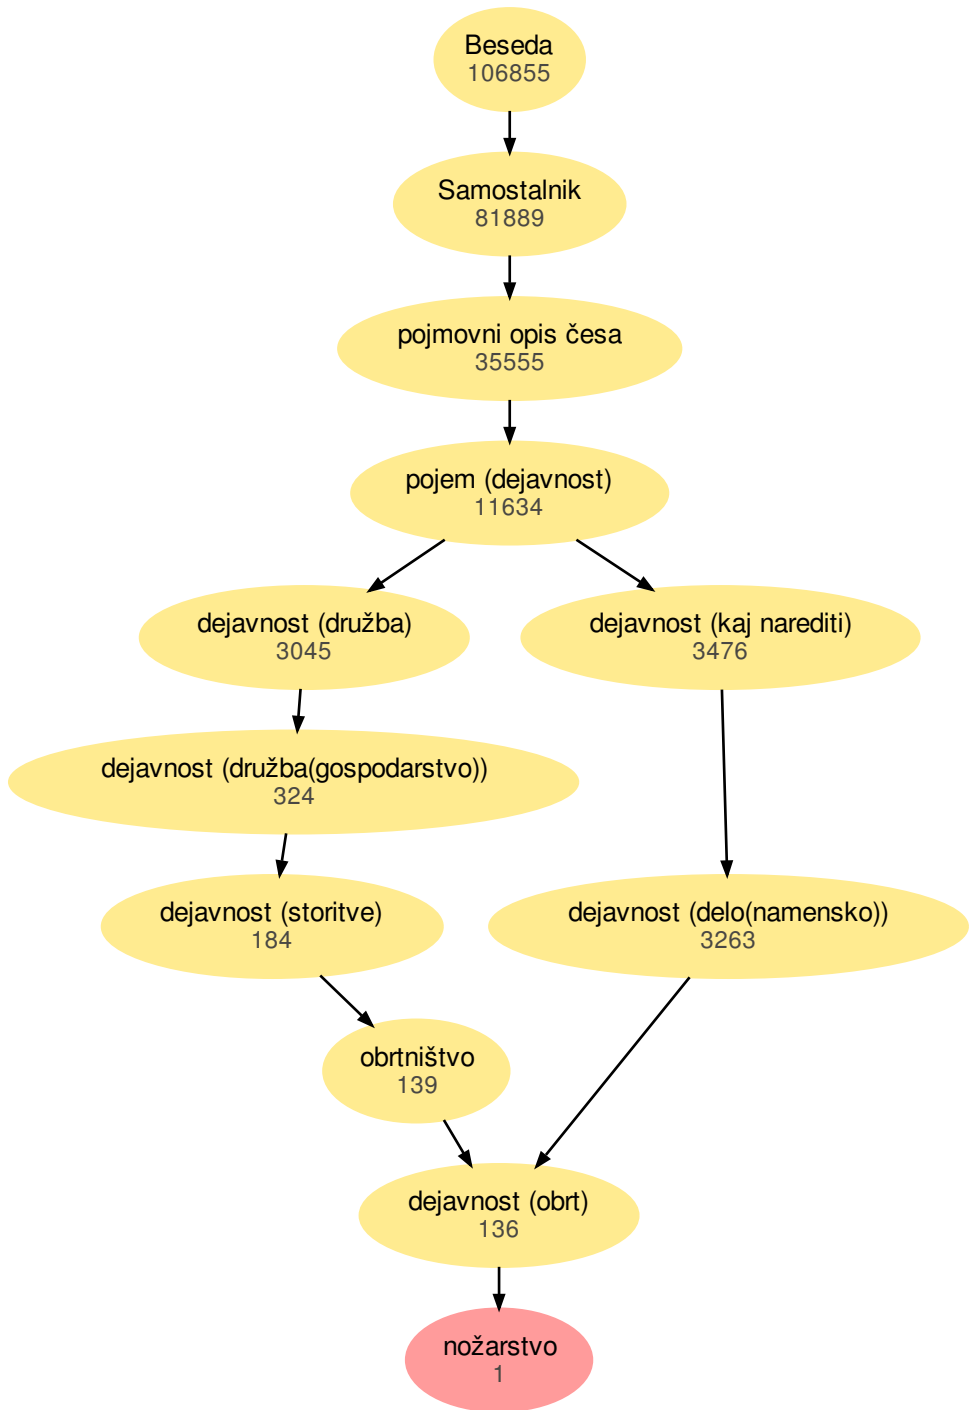 Beseda
106855
Samostalnik
81889
pojmovni opis česa
35555
pojem (dejavnost)
11634
dejavnost (družba)
3045
dejavnost (kaj narediti)
3476
dejavnost (družba(gospodarstvo))
324
dejavnost (storitve)
184
dejavnost (delo(namensko))
3263
obrtništvo
139
dejavnost (obrt)
136
nožarstvo
1